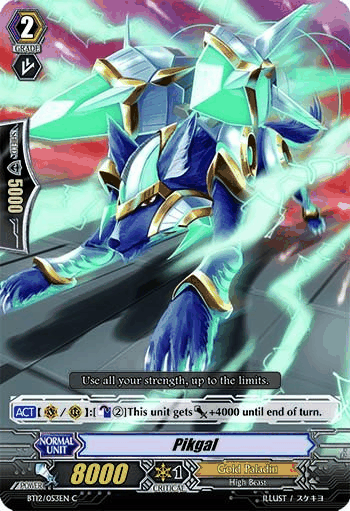 2
GRADE
5000
Use all your strength, up to the limits.
ACT[ / ]:[②]This unit gets +4000 until end of turn.
NORMAL UNIT
Pikgal
POWER 8000 1 CRITICAL Gold Paladin
High Beast
BT12/053EN C ILLUST / スケキヨ